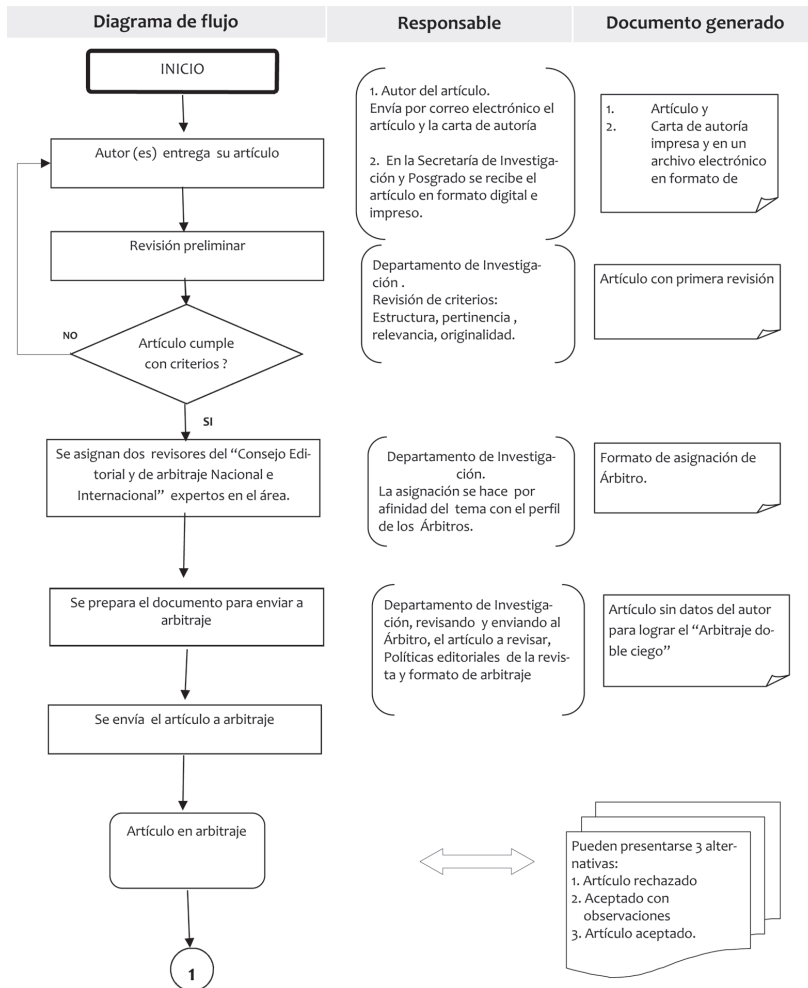 Diagrama de flujo
Responsable
Documento generado
INICIO
1. Autor del artículo.
Envía por correo electrónico el
artículo y la carta de autoría
2. En la Secretaría de Investiga-
ción y Posgrado se recibe el
artículo en formato digital e
impreso.
1. Artículo y
2. Carta de autoría
impresa y en un
archivo electrónico
en formato de
Autor (es) entrega su artículo
Revisión preliminar
Departamento de Investiga-
ción .
Revisión de criterios:
Estructura, pertinencia ,
relevancia, originalidad.
Artículo con primera revisión
NO
Artículo cumple
con criterios ?
SI
Se asignan dos revisores del “Consejo Edi-
torial y de arbitraje Nacional e
Internacional” expertos en el área.
Departamento de Investiga-
ción.
La asignación se hace por
afinidad del tema con el perfil
de los Árbitros.
Formato de asignación de
Árbitro.
Se prepara el documento para enviar a
arbitraje
Departamento de Investiga-
ción, revisando y enviando al
Árbitro, el artículo a revisar,
Políticas editoriales de la revis-
ta y formato de arbitraje
Artículo sin datos del autor
para lograr el “Arbitraje do-
ble ciego”
Se envía el artículo a arbitraje
Artículo en arbitraje
Pueden presentarse 3 alter-
nativas:
1. Artículo rechazado
2. Aceptado con
observaciones
3. Artículo aceptado.
1